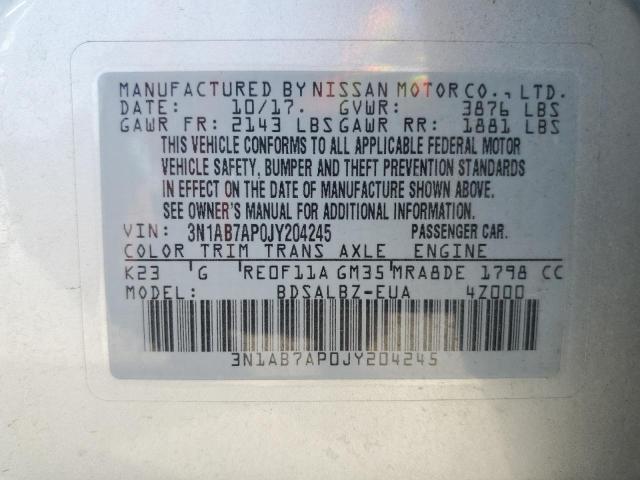 MANUFACTURED BY NISSAN MOTOR CO., LTD.
DATE: 10/17. GVWR: 3876 LBS
GAWR FR: 2143 LBS GAWR RR: 1881 LBS
THIS VEHICLE CONFORMS TO ALL APPLICABLE FEDERAL MOTOR
VEHICLE SAFETY, BUMPER AND THEFT PREVENTION STANDARDS
IN EFFECT ON THE DATE OF MANUFACTURE SHOWN ABOVE.
SEE OWNER'S MANUAL FOR ADDITIONAL INFORMATION.
VIN: 3N1AB7AP0JY204245 PASSENGER CAR.
COLOR TRIM TRANS AXLE ENGINE
K23 G RE0F11A GM35 MRA8DE 1798 CC
MODEL: BDSALBZ-EUA 4Z000
3N1AB7AP0JY204245